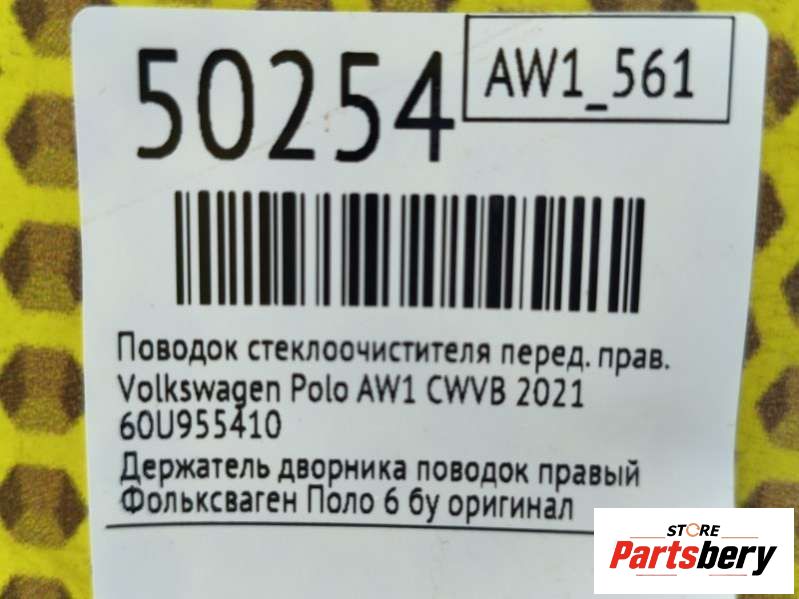 50254
AW1_561
Поводок стеклоочистителя перед. прав.
Volkswagen Polo AW1 CWVB 2021
60U955410
Держатель дворника поводок правый
Фольксваген Поло 6 бу оригинал
STORE
Partsbery